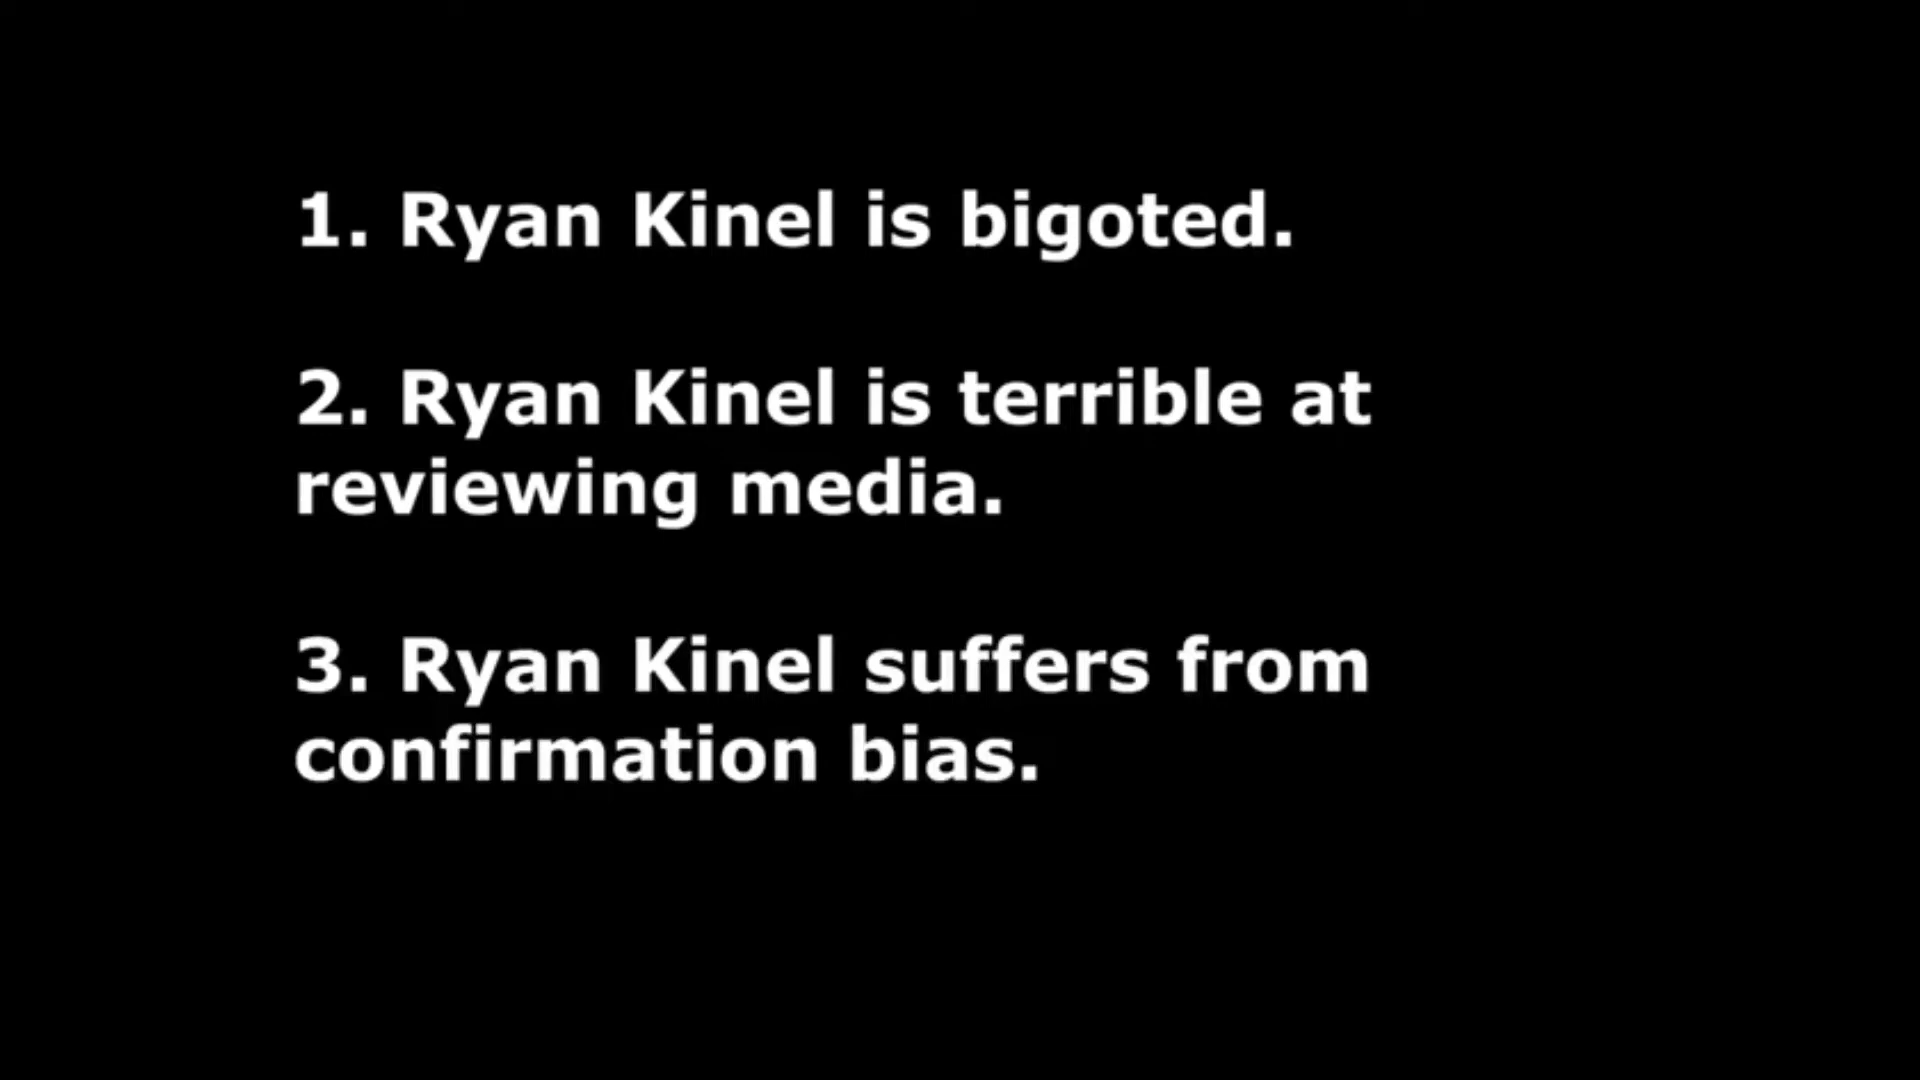 1. Ryan Kinel is bigoted.
2. Ryan Kinel is terrible at
reviewing media.
3. Ryan Kinel suffers from
confirmation bias.